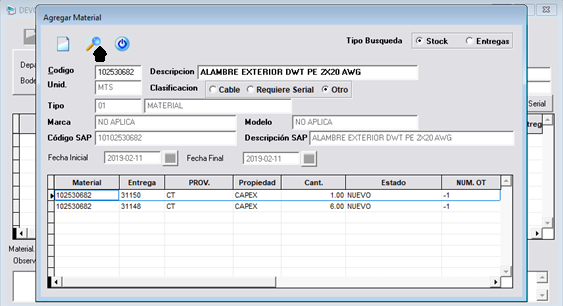 DEVO
Agregar Material
Tipo Busqueda Stock Entregas
Codigo 102530682 Descripcion ALAMBRE EXTERIOR DWT PE 2X20 AWG
Unid. MTS Clasificacion Cable Requiere Serial Otro
Tipo 01 MATERIAL
Marca NO APLICA Modelo NO APLICA
Código SAP 10102530682 Descripción SAP ALAMBRE EXTERIOR DWT PE 2X20 AWG
Fecha Inicial 2019-02-11 Fecha Final 2019-02-11
Material Entrega PROV. Propiedad Cant. Estado NUM. OT
102530682 31150 CT CAPEX 1.00 NUEVO -1
102530682 31148 CT CAPEX 6.00 NUEVO -1
Depa
Bode
Serial
treg
Material.
Observ